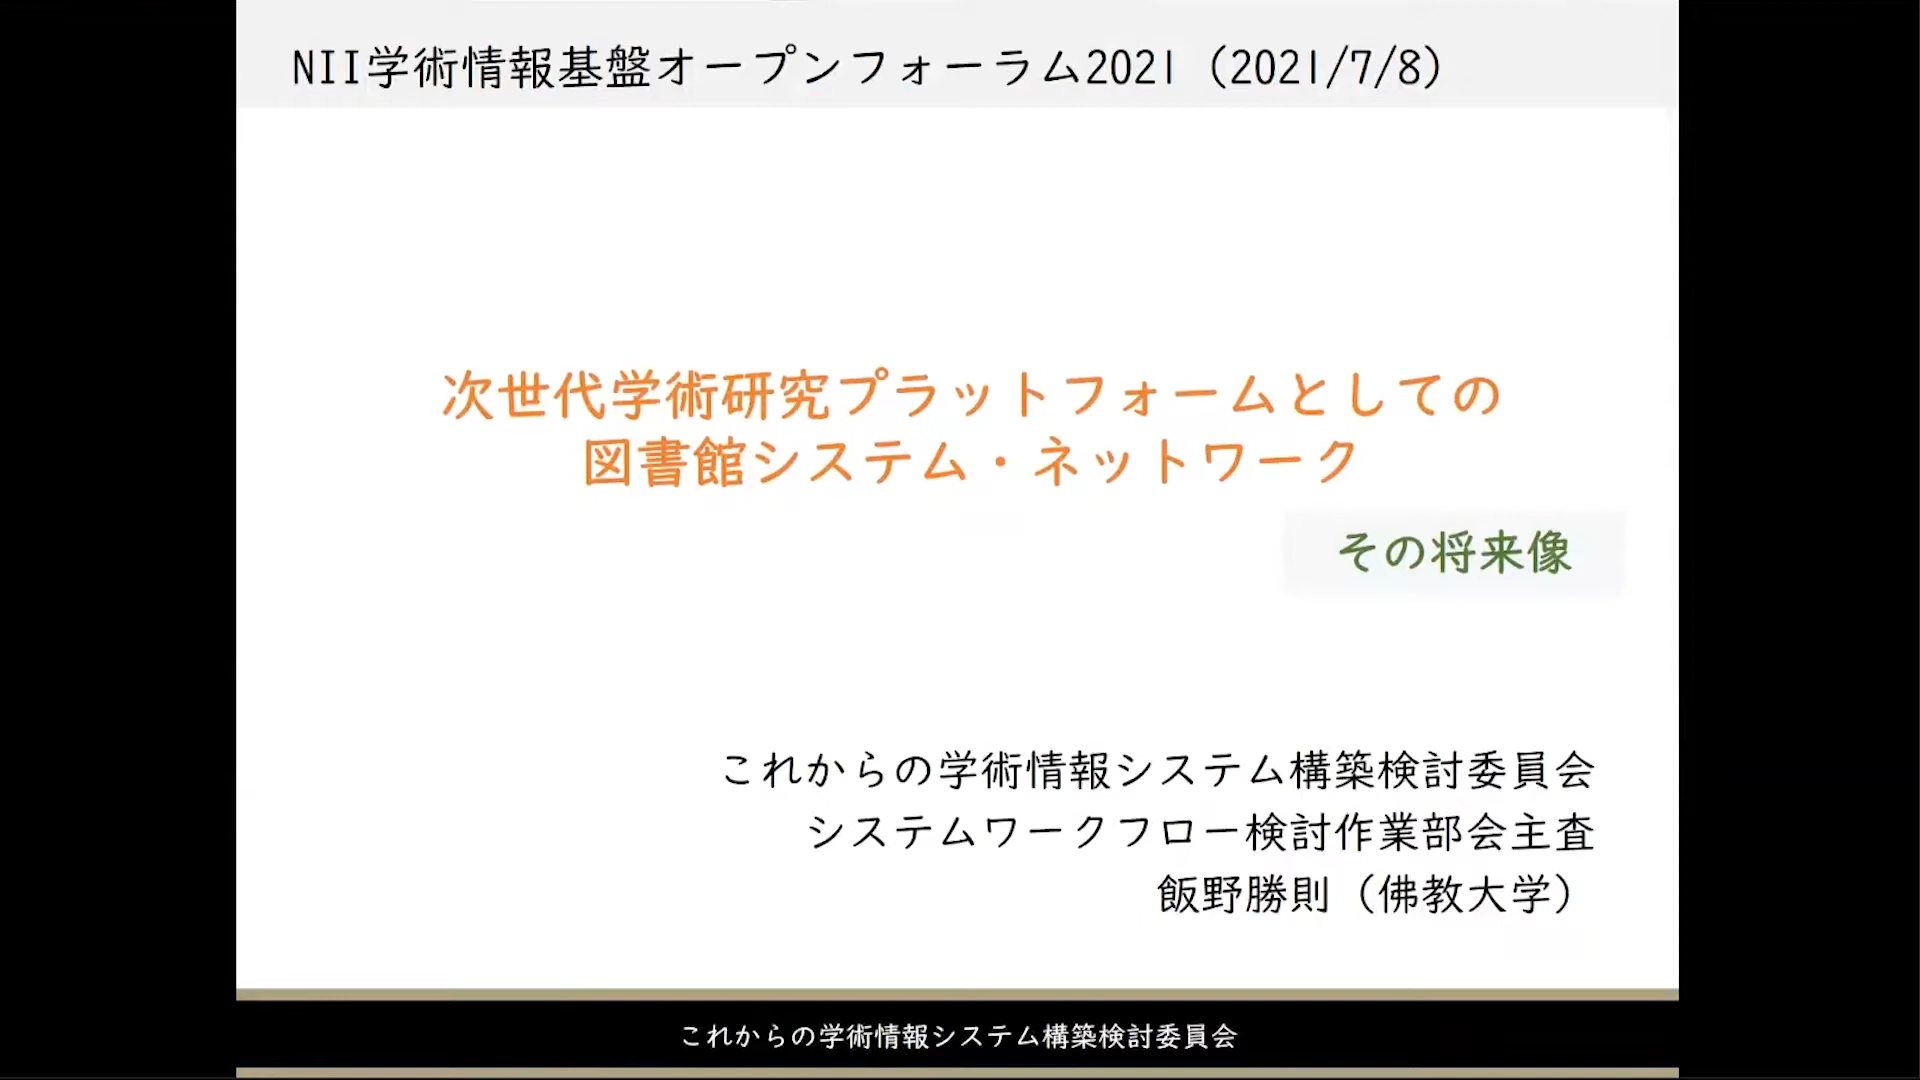 NII学術情報基盤オープンフォーラム2021（2021/7/8）
次世代学術研究プラットフォームとしての
図書館システム・ネットワーク
その将来像
これからの学術情報システム構築検討委員会
システムワークフロー検討作業部会主査
飯野勝則（佛教大学）
これからの学術情報システム構築検討委員会